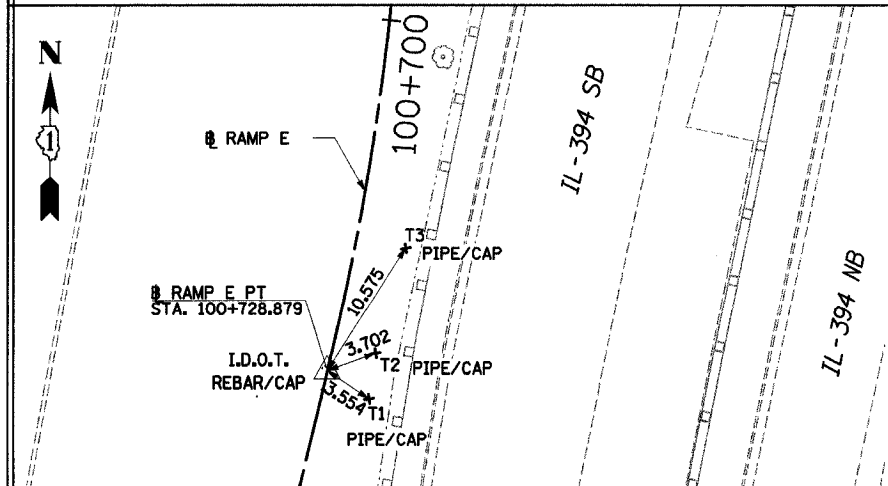 N
1
100+700
℄ RAMP E
IL-394 SB
IL-394 NB
T3
PIPE/CAP
10.575
RAMP E PT
STA. 100+728.879
3.702
T2
PIPE/CAP
I.D.O.T.
REBAR/CAP
3.554
T1
PIPE/CAP